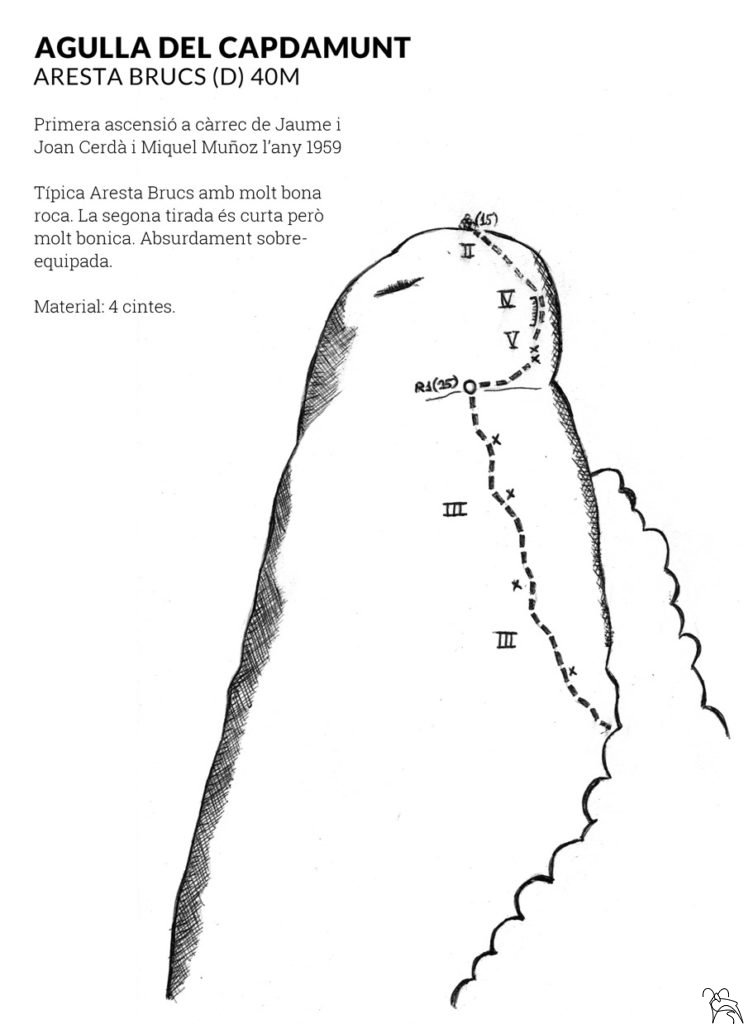 AGULLA DEL CAPDAMUNT
ARESTA BRUCS (D) 40M
Primera ascensió a càrrec de Jaume i
Joan Cerdà i Miquel Muñoz l’any 1959
Típica Aresta Brucs amb molt bona
roca. La segona tirada és curta però
molt bonica. Absurdament sobre-
equipada.
Material: 4 cintes.
(15)
II
IV
V
R1(25)
III
III